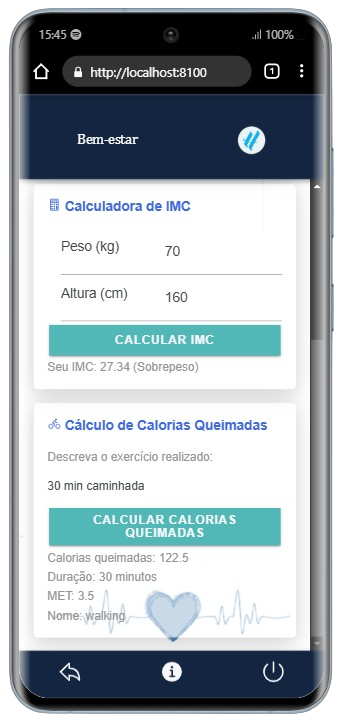 15:45 100%
http://localhost:8100 1
Bem-estar
Calculadora de IMC
Peso (kg) 70
Altura (cm) 160
CALCULAR IMC
Seu IMC: 27.34 (Sobrepeso)
Cálculo de Calorias Queimadas
Descreva o exercício realizado:
30 min caminhada
CALCULAR CALORIAS
QUEIMADAS
Calorias queimadas: 122.5
Duração: 30 minutos
MET: 3.5
Nome: walking